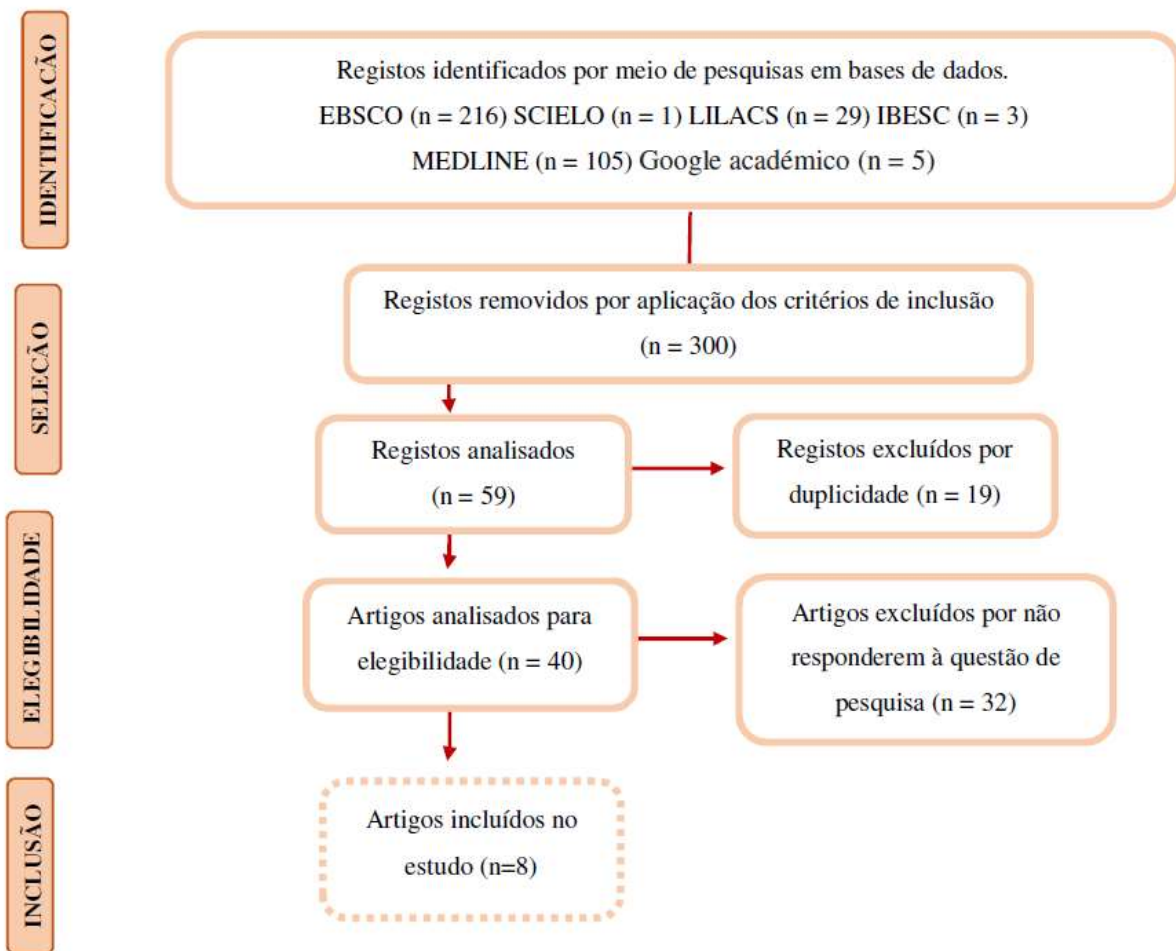 IDENTIFICAÇÃO
Registos identificados por meio de pesquisas em bases de dados.
EBSCO (n = 216) SCIELO (n = 1) LILACS (n = 29) IBESC (n = 3)
MEDLINE (n = 105) Google académico (n = 5)
SELEÇÃO
Registos removidos por aplicação dos critérios de inclusão
(n = 300)
Registos analisados
(n = 59)
Registos excluídos por
duplicidade (n = 19)
ELEGIBILIDADE
Artigos analisados para
elegibilidade (n = 40)
Artigos excluídos por não
responderem à questão de
pesquisa (n = 32)
INCLUSÃO
Artigos incluídos no
estudo (n=8)